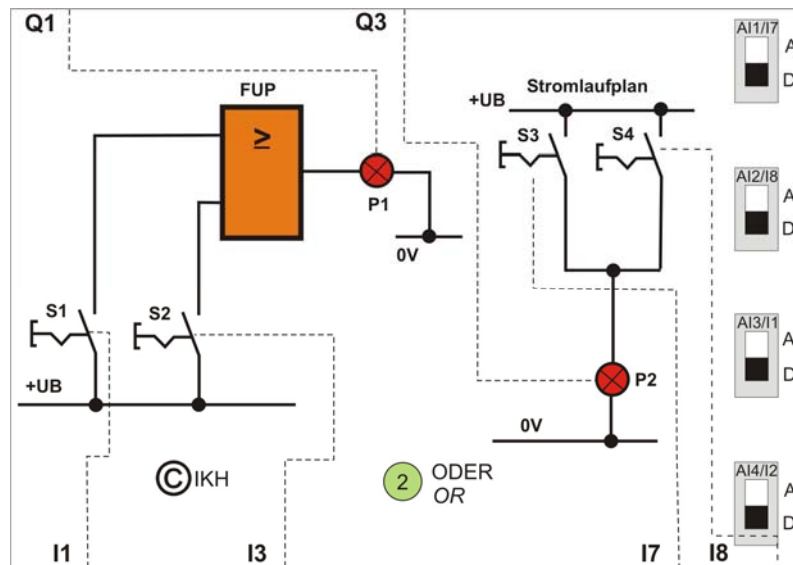 Q1
Q3
AI1/I7
A
D
FUP
Stromlaufplan
+UB
≥
S3
S4
P1
AI2/I8
A
D
0V
S1
S2
AI3/I1
A
D
+UB
P2
0V
© IKH
2
ODER
OR
AI4/I2
A
D
I1
I3
I7
I8